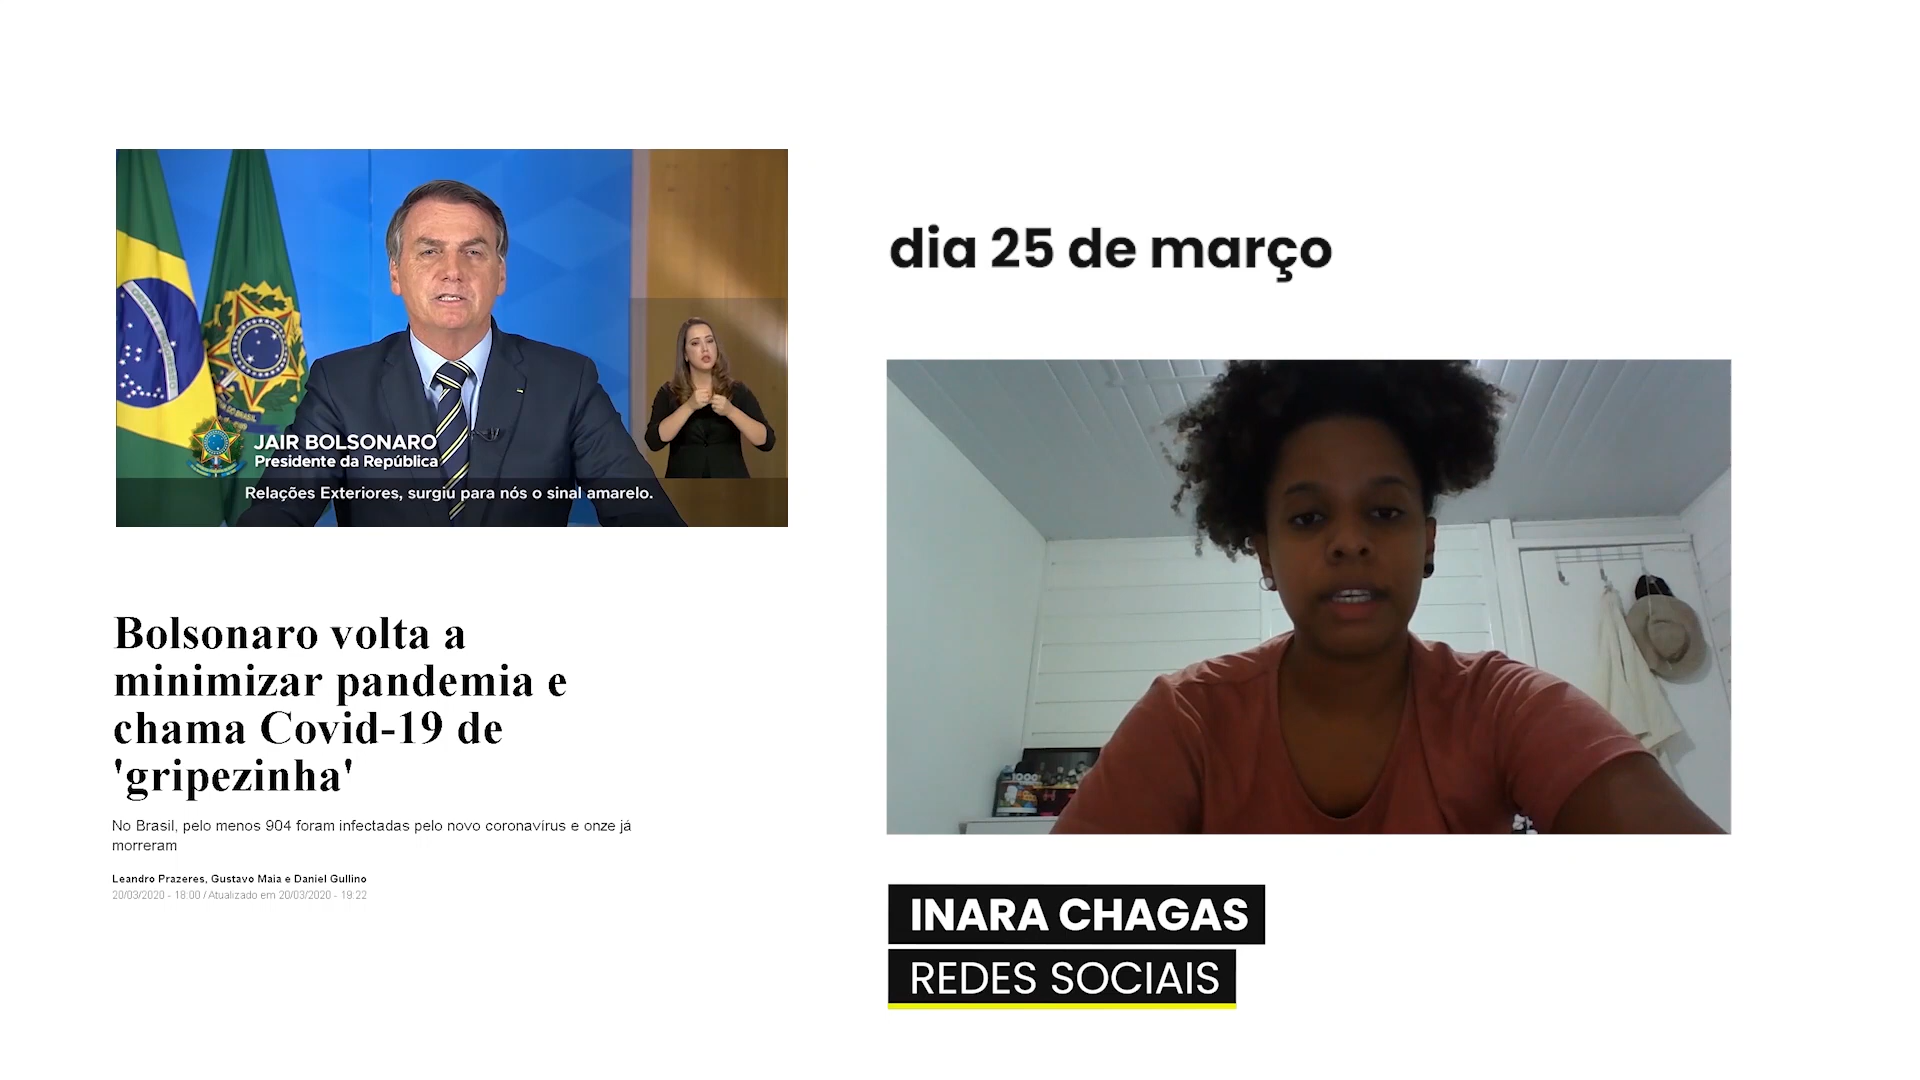 JAIR BOLSONARO
Presidente da República
Relações Exteriores, surgiu para nós o sinal amarelo.
Bolsonaro volta a
minimizar pandemia e
chama Covid-19 de
'gripezinha'
No Brasil, pelo menos 904 foram infectadas pelo novo coronavírus e onze já
morreram
Leandro Prazeres, Gustavo Maia e Daniel Gullino
20/03/2020 - 18:00 / Atualizado em 20/03/2020 - 19:22
dia 25 de março
1000
INARA CHAGAS
REDES SOCIAIS